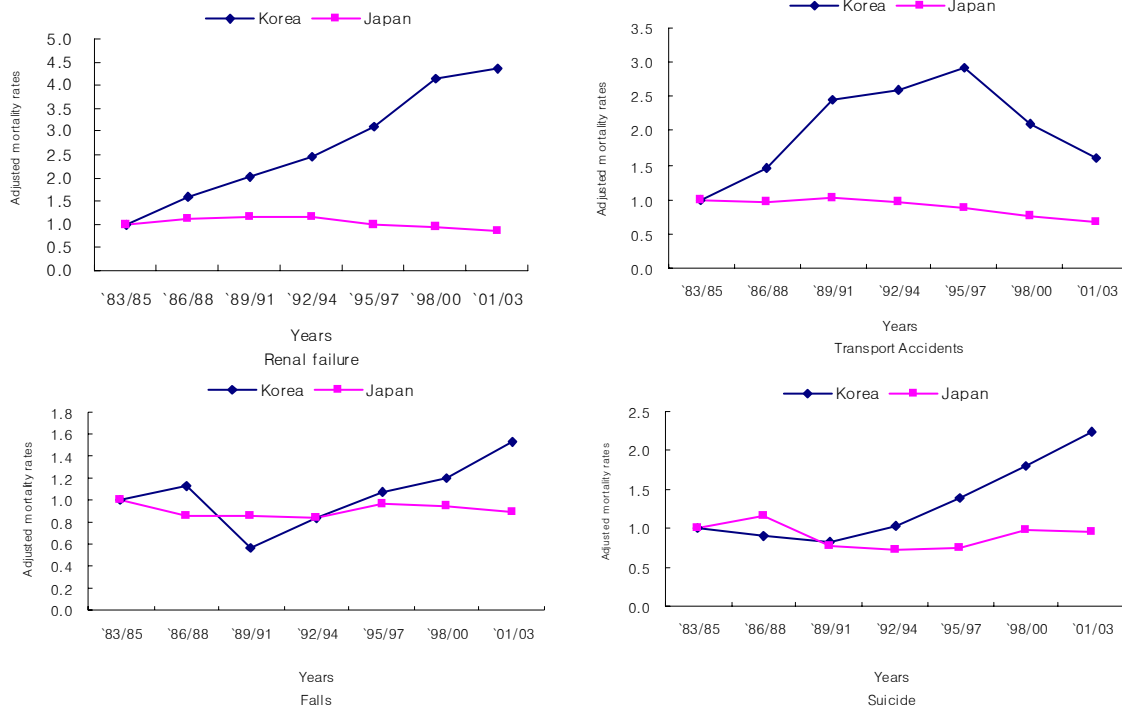 Korea Japan
Adjusted mortality rates
5.0
4.5
4.0
3.5
3.0
2.5
2.0
1.5
1.0
0.5
0.0
`83/85 `86/88 `89/91 `92/94 `95/97 `98/00 `01/03
Years
Renal failure
Korea Japan
Adjusted mortality rates
3.5
3.0
2.5
2.0
1.5
1.0
0.5
0.0
`83/85 `86/88 `89/91 `92/94 `95/97 `98/00 `01/03
Years
Transport Accidents
Korea Japan
Adjusted mortality rates
1.8
1.6
1.4
1.2
1.0
0.8
0.6
0.4
0.2
0.0
`83/85 `86/88 `89/91 `92/94 `95/97 `98/00 `01/03
Years
Falls
Korea Japan
Adjusted mortality rates
2.5
2.0
1.5
1.0
0.5
0.0
`83/85 `86/88 `89/91 `92/94 `95/97 `98/00 `01/03
Years
Suicide